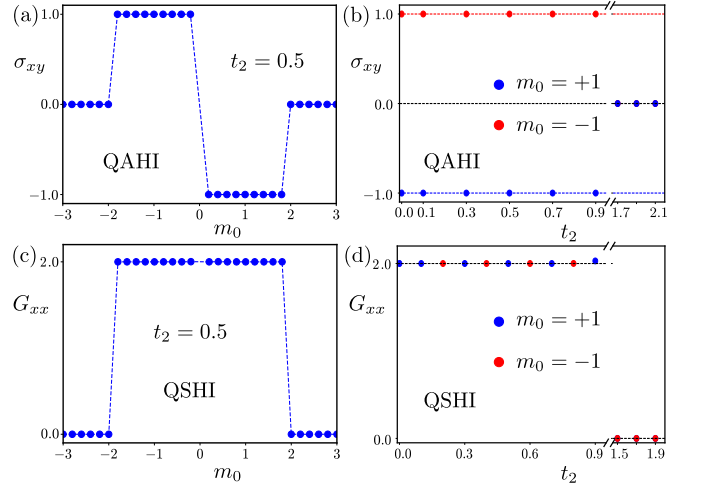 (a)
1.0
σxy
t2 = 0.5
0.0
QAHI
−1.0
−3 −2 −1 0 1 2 3
m0
(b)
1.0
σxy
m0 = +1
0.0
m0 = −1
QAHI
−1.0
0.0 0.1 0.3 0.5 0.7 0.9 1.7 2.1
t2
(c)
2.0
Gxx
t2 = 0.5
QSHI
0.0
−3 −2 −1 0 1 2 3
m0
(d)
2.0
Gxx
m0 = +1
m0 = −1
QSHI
0.0
0.0 0.3 0.6 0.9 1.5 1.9
t2